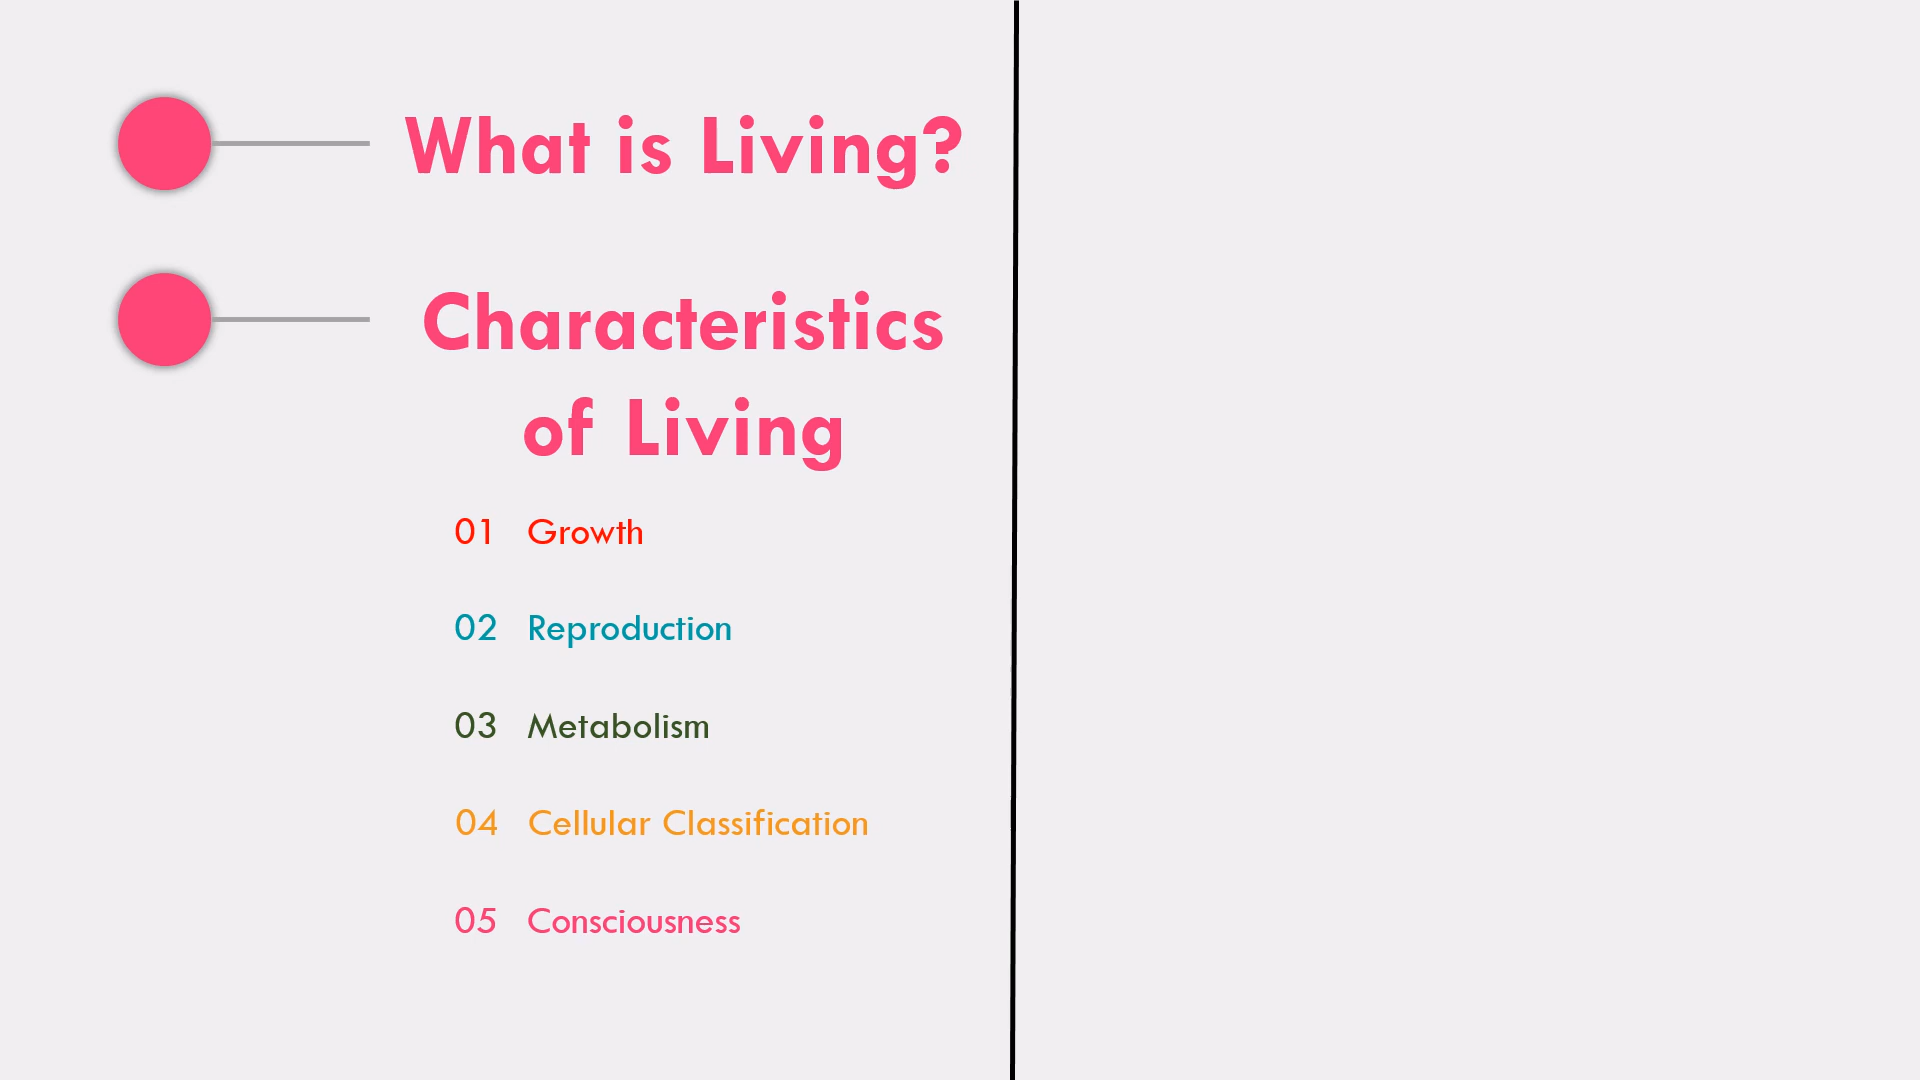 What is Living?
Characteristics
of Living
01 Growth
02 Reproduction
03 Metabolism
04 Cellular Classification
05 Consciousness